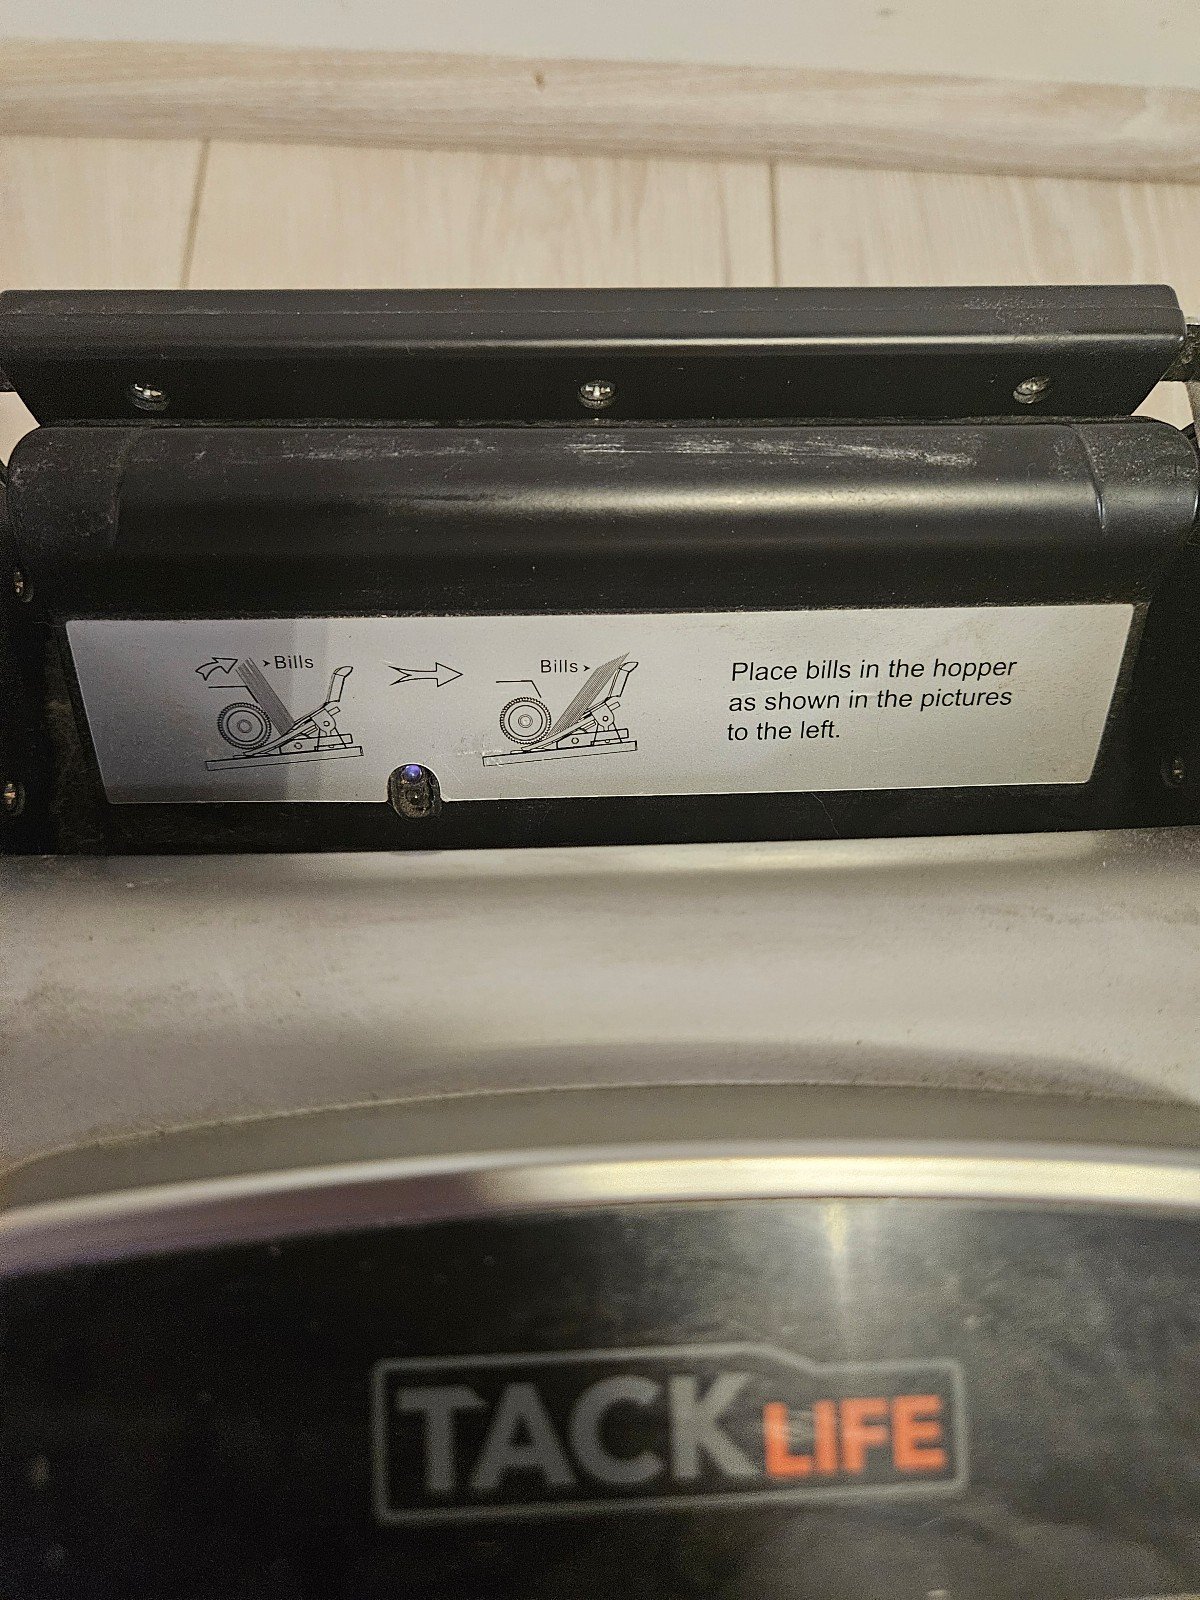 Bills
Bills
Place bills in the hopper
as shown in the pictures
to the left.
TACKLIFE